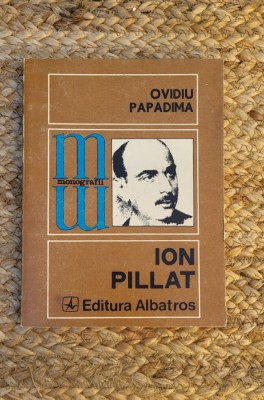 OVIDIU
PAPADIMA
monografii
ION
PILLAT
Editura Albatros